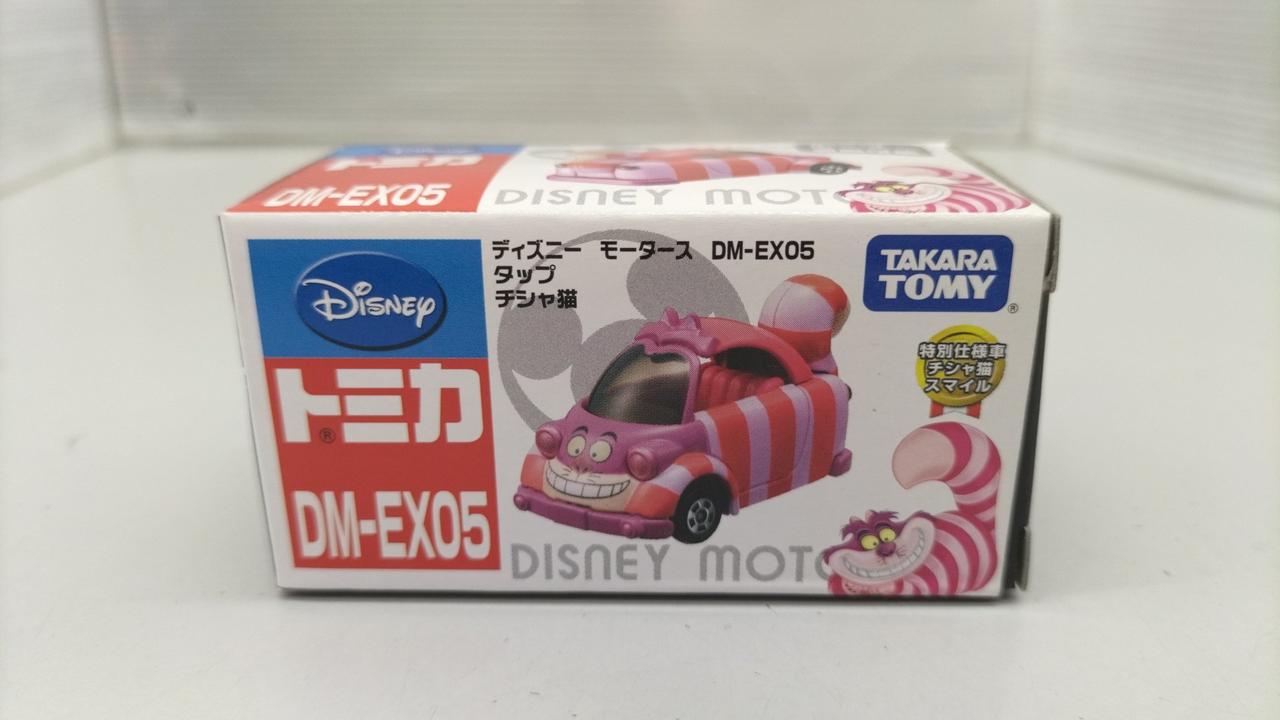 トミカ
DM-EX05
DISNEY MOTO
Disney
トミカ®
DM-EX05
ディズニー モータース DM-EX05
タップ
チシャ猫
TAKARA
TOMY®
特別仕様車
チシャ猫
スマイル
DISNEY MOTO